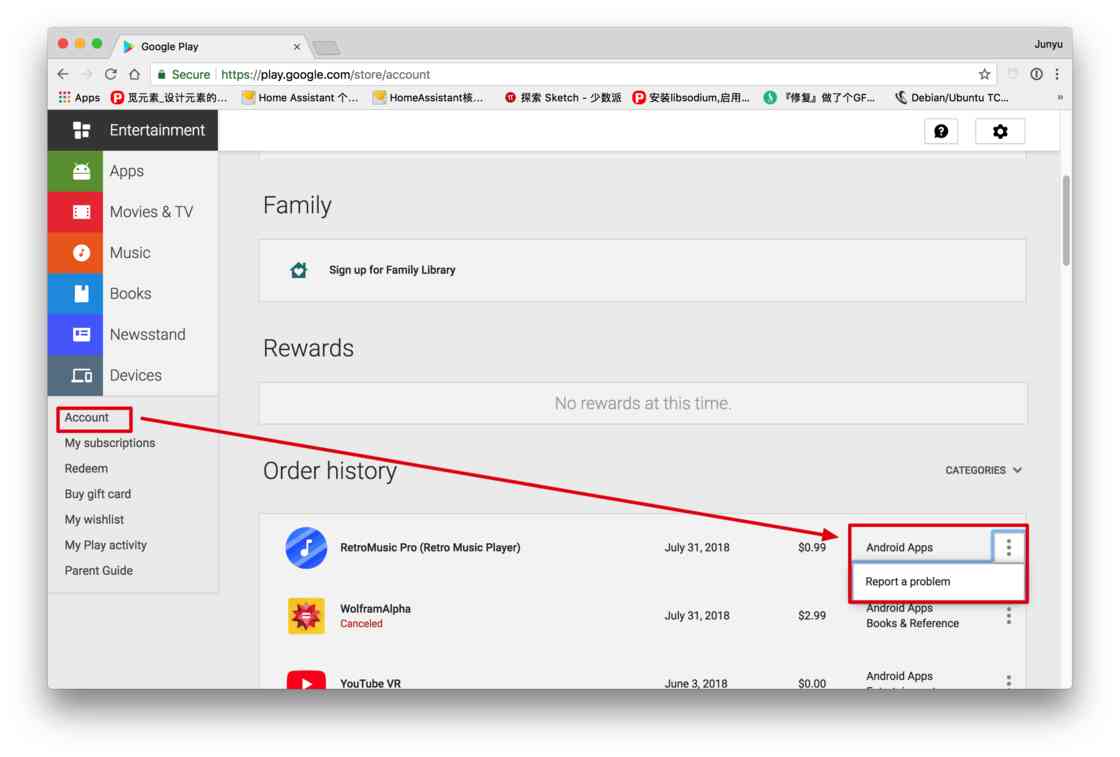 Google Play
Junyu
Secure
https://play.google.com/store/account
Apps
觅元素_设计元素的...
Home Assistant 个...
HomeAssistant核...
探索 Sketch - 少数派
安装libsodium,启用...
『修复』做了个GF...
Debian/Ubuntu TC...
»
Entertainment
Apps
Movies & TV
Music
Books
Newsstand
Devices
Account
My subscriptions
Redeem
Buy gift card
My wishlist
My Play activity
Parent Guide
Family
Sign up for Family Library
Rewards
No rewards at this time.
Order history
CATEGORIES
RetroMusic Pro (Retro Music Player)
July 31, 2018
$0.99
Android Apps
Report a problem
WolframAlpha
Canceled
July 31, 2018
$2.99
Android Apps
Books & Reference
YouTube VR
June 3, 2018
$0.00
Android Apps